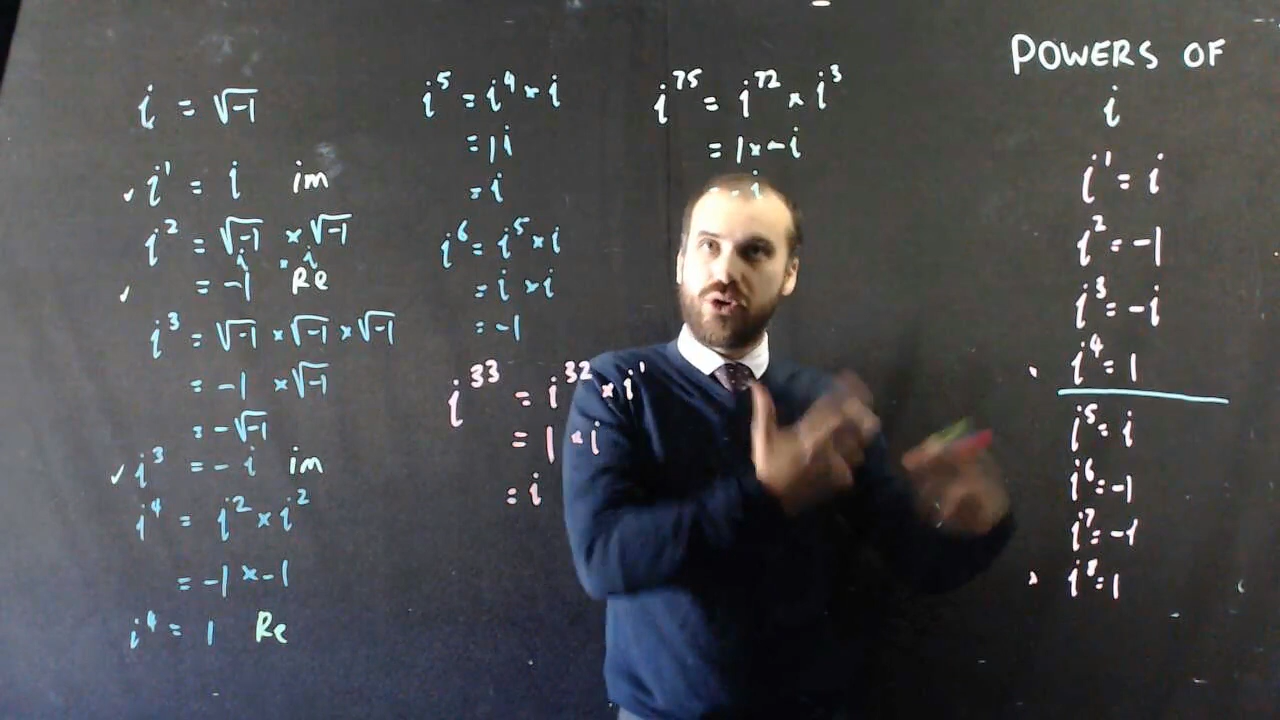 i = √-1
✓ i¹ = i im
i² = √-1 × √-1
i · i
✓ = -1 Re
i³ = √-1 × √-1 × √-1
= -1 × √-1
= -√-1
✓ i³ = -i im
i⁴ = i² × i²
= -1 × -1
i⁴ = 1 Re
i⁵ = i⁴ × i
= 1i
= i
i⁶ = i⁵ × i
= i × i
= -1
i³³ = i³² × i¹
= 1 × i
= i
i⁷⁵ = i⁷² × i³
= 1 × -i
- i
POWERS OF
i
i¹ = i
i² = -1
i³ = -i
i⁴ = 1
i⁵ = i
i⁶ = -1
i⁷ = -1
i⁸ = 1